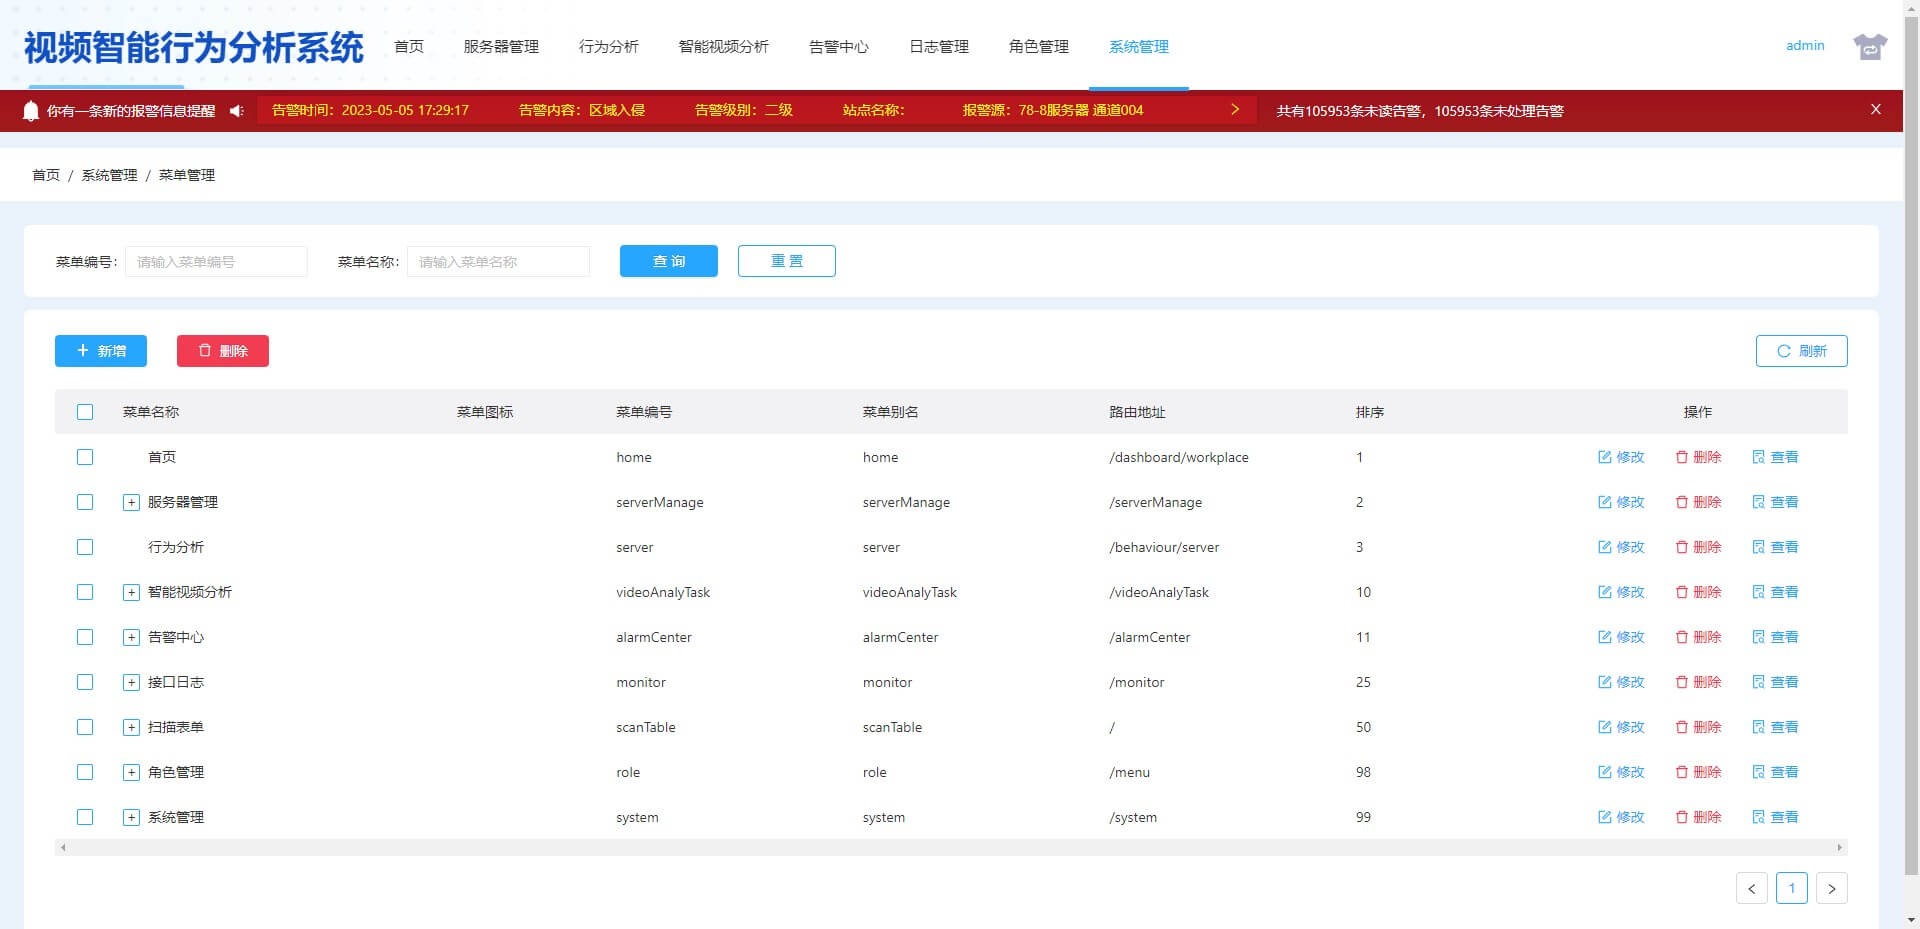 视频智能行为分析系统 首页 服务器管理 行为分析 智能视频分析 告警中心 日志管理 角色管理 系统管理 admin
你有一条新的报警信息提醒 告警时间：2023-05-05 17:29:17 告警内容：区域入侵 告警级别：二级 站点名称： 报警源：78-8服务器 通道004 > 共有105953条未读告警，105953条未处理告警 X
首页 / 系统管理 / 菜单管理
菜单编号： 请输入菜单编号 菜单名称： 请输入菜单名称 查 询 重 置
+ 新增 删除 刷新
菜单名称 菜单图标 菜单编号 菜单别名 路由地址 排序 操作
首页 home home /dashboard/workplace 1 修改 删除 查看
+ 服务器管理 serverManage serverManage /serverManage 2 修改 删除 查看
行为分析 server server /behaviour/server 3 修改 删除 查看
+ 智能视频分析 videoAnalyTask videoAnalyTask /videoAnalyTask 10 修改 删除 查看
+ 告警中心 alarmCenter alarmCenter /alarmCenter 11 修改 删除 查看
+ 接口日志 monitor monitor /monitor 25 修改 删除 查看
+ 扫描表单 scanTable scanTable / 50 修改 删除 查看
+ 角色管理 role role /menu 98 修改 删除 查看
+ 系统管理 system system /system 99 修改 删除 查看
< 1 >